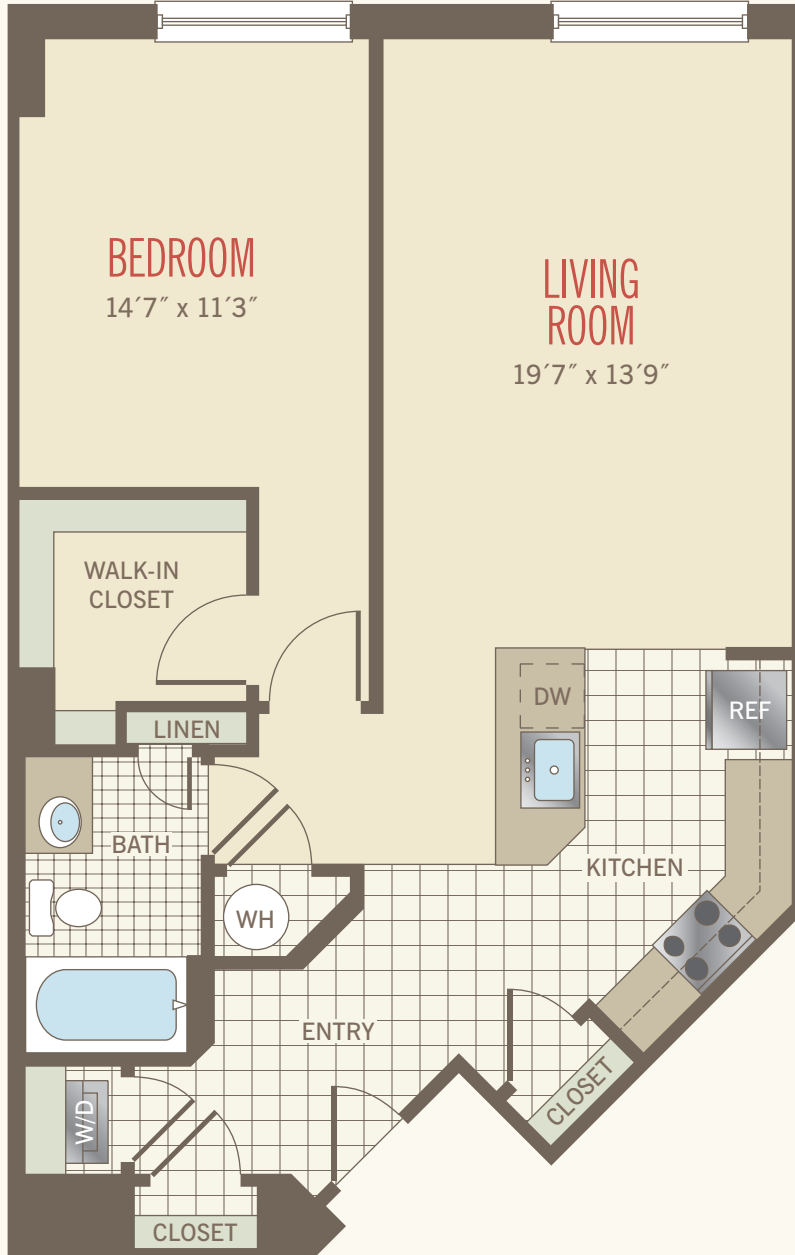 BEDROOM
14′7″ x 11′3″
LIVING
ROOM
19′7″ x 13′9″
WALK-IN
CLOSET
LINEN
DW
REF
BATH
KITCHEN
WH
ENTRY
W/D
CLOSET
CLOSET